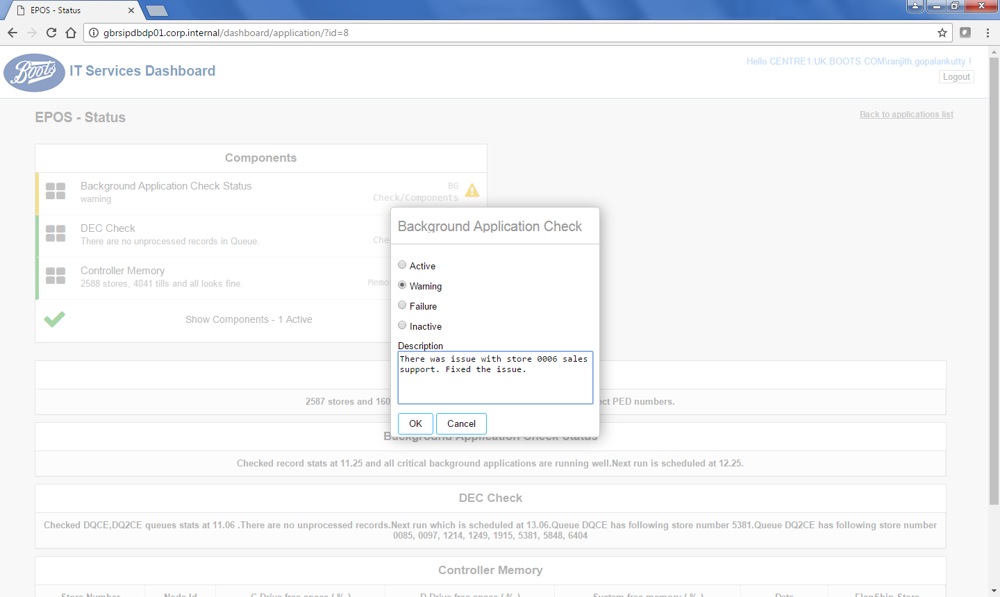 EPOS - Status
gbrsipdbdp01.corp.internal/dashboard/application/?id=8
Boots
IT Services Dashboard
Hello CENTRE1.UK.BOOTS.COM\ranjith.gopalankutty !
Logout
EPOS - Status
Back to applications list
Components
Background Application Check Status
warning
BG
Check/Components
DEC Check
There are no unprocessed records in Queue.
Controller Memory
2588 stores, 4041 tills and all looks fine.
Show Components - 1 Active
Background Application Check
Active
Warning
Failure
Inactive
Description
There was issue with store 0006 sales
support. Fixed the issue.
OK Cancel
2587 stores and 160
PED numbers.
Background Application Check Status
Checked record stats at 11.25 and all critical background applications are running well.Next run is scheduled at 12.25.
DEC Check
Checked DQCE,DQ2CE queues stats at 11.06 .There are no unprocessed records.Next run which is scheduled at 13.06.Queue DQCE has following store number 5381.Queue DQ2CE has following store number
0085, 0097, 1214, 1249, 1915, 5381, 5848, 6404
Controller Memory
Store Number Node Id C Drive free space ( % ) D Drive free space ( % ) System free memory ( % ) Date FlagShip Store